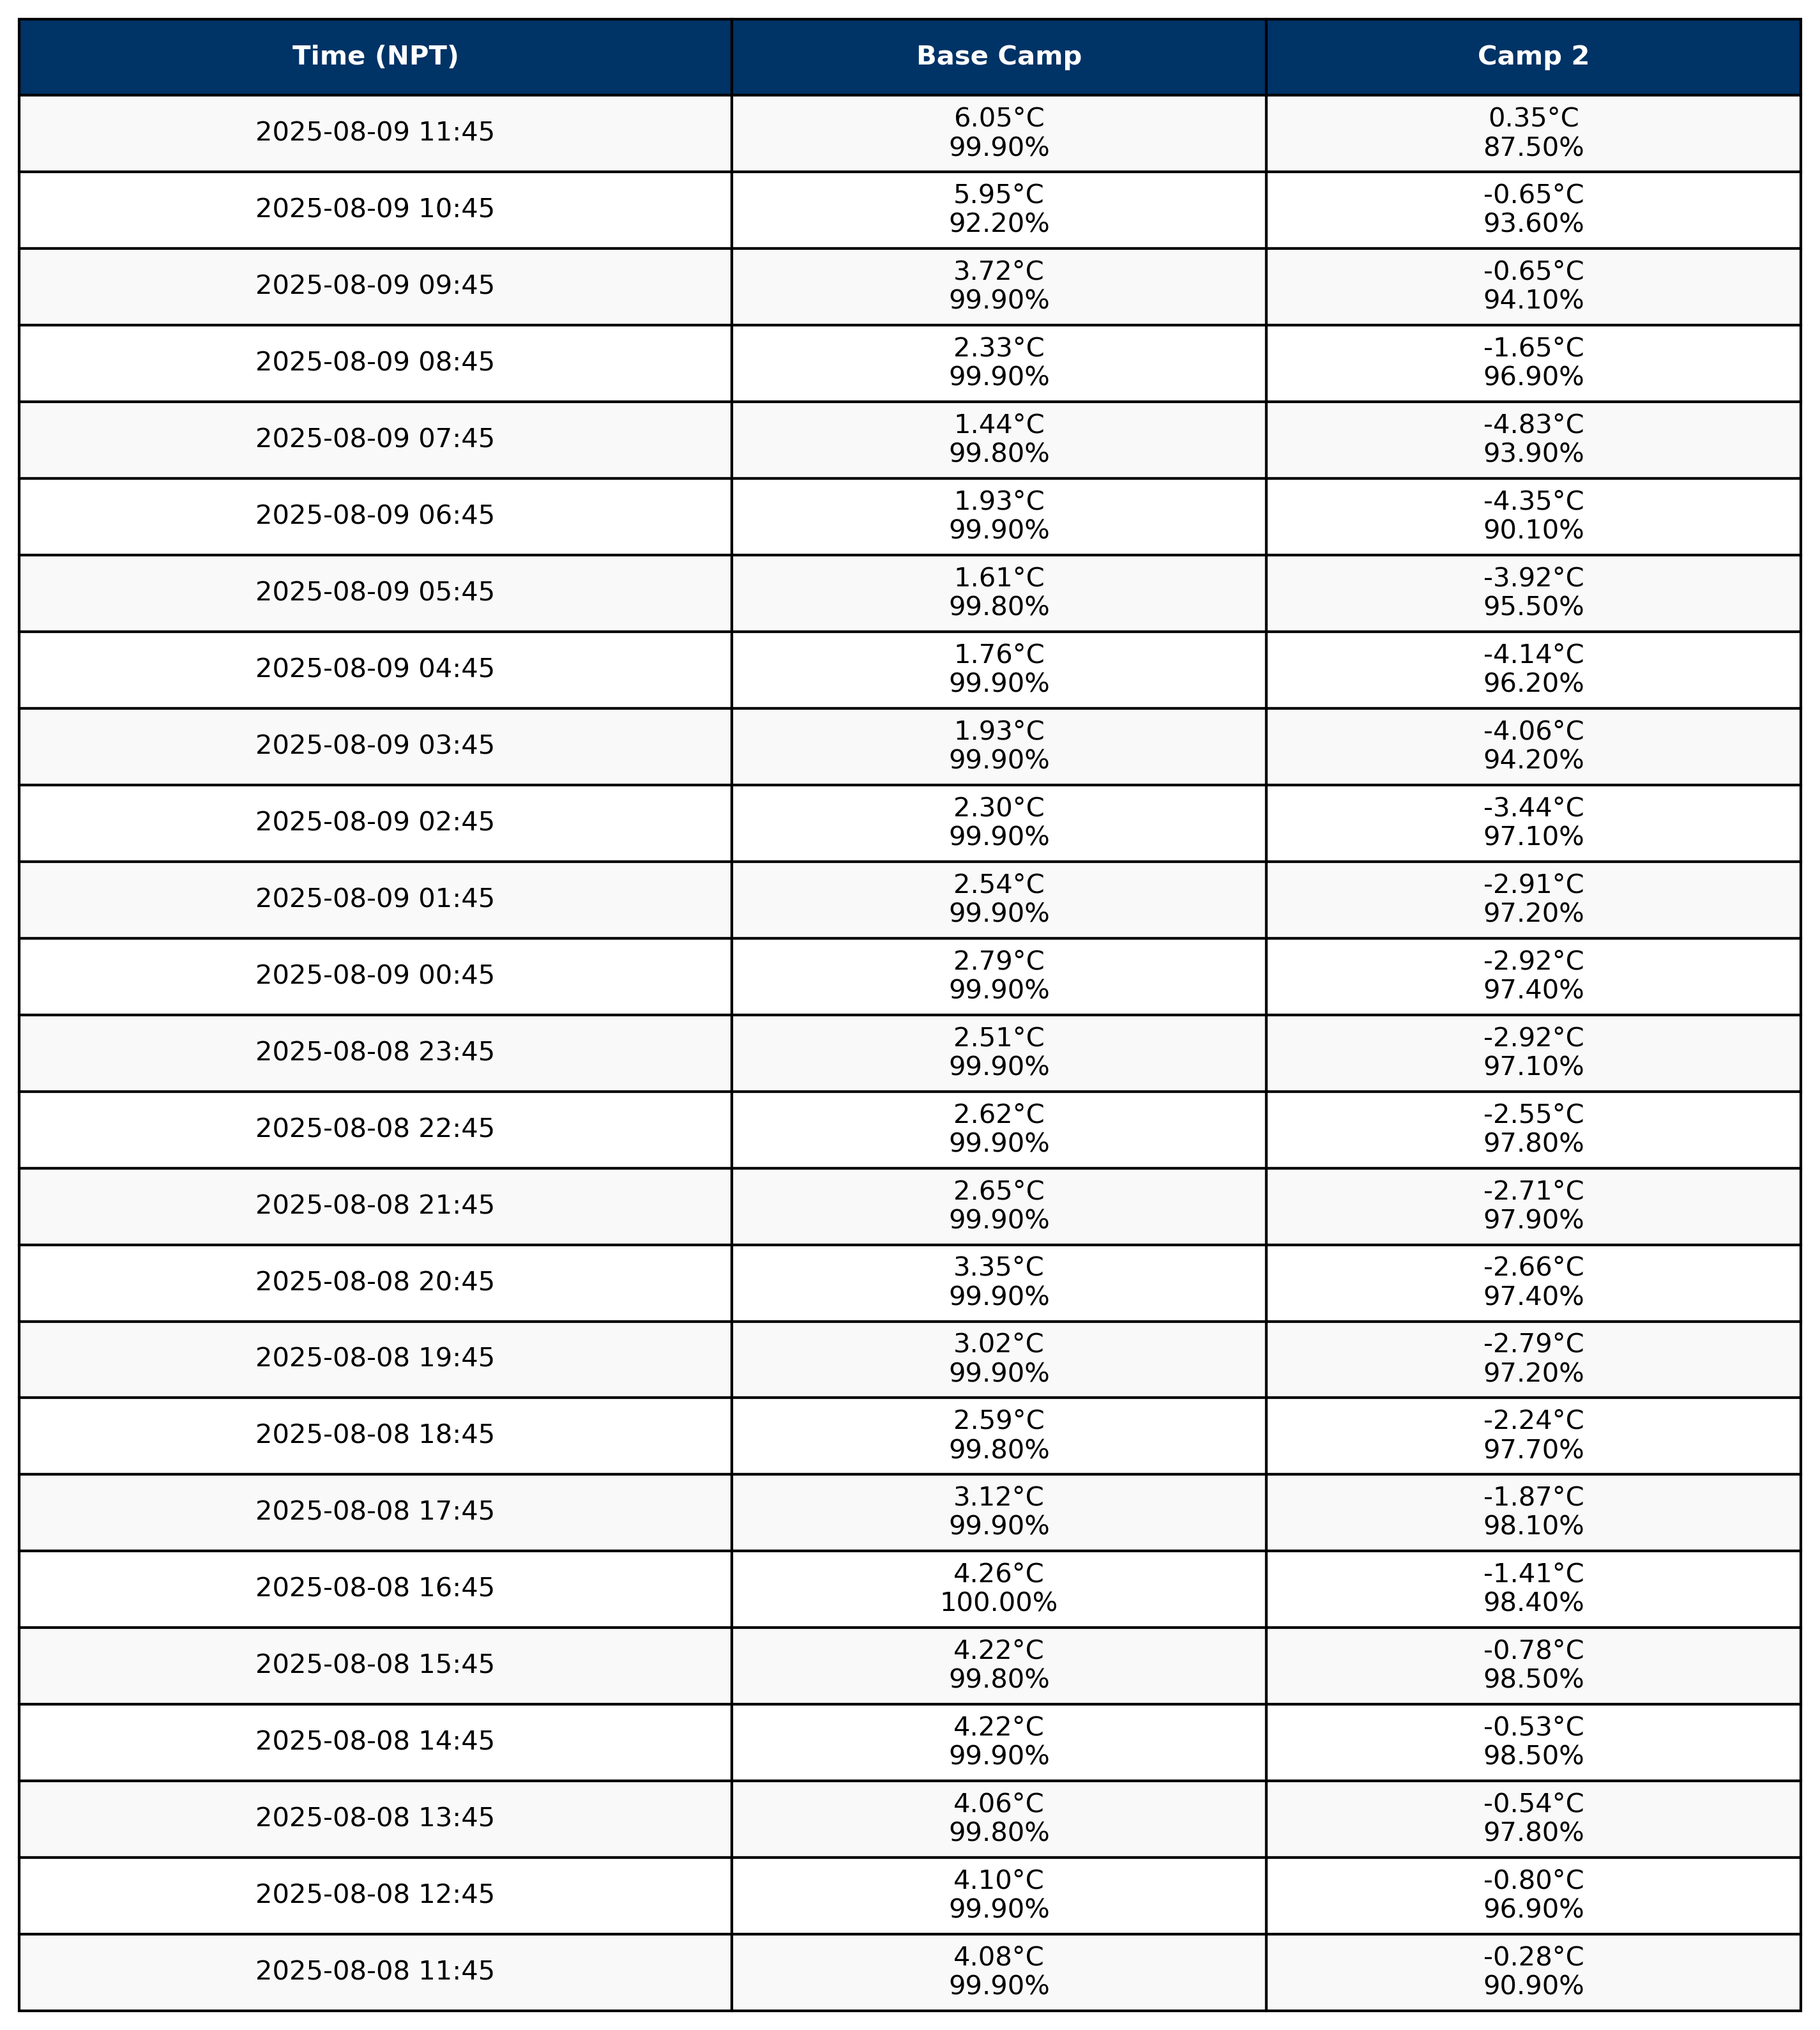 Time (NPT) Base Camp Camp 2
2025-08-09 11:45 6.05°C 0.35°C
99.90% 87.50%
2025-08-09 10:45 5.95°C -0.65°C
92.20% 93.60%
2025-08-09 09:45 3.72°C -0.65°C
99.90% 94.10%
2025-08-09 08:45 2.33°C -1.65°C
99.90% 96.90%
2025-08-09 07:45 1.44°C -4.83°C
99.80% 93.90%
2025-08-09 06:45 1.93°C -4.35°C
99.90% 90.10%
2025-08-09 05:45 1.61°C -3.92°C
99.80% 95.50%
2025-08-09 04:45 1.76°C -4.14°C
99.90% 96.20%
2025-08-09 03:45 1.93°C -4.06°C
99.90% 94.20%
2025-08-09 02:45 2.30°C -3.44°C
99.90% 97.10%
2025-08-09 01:45 2.54°C -2.91°C
99.90% 97.20%
2025-08-09 00:45 2.79°C -2.92°C
99.90% 97.40%
2025-08-08 23:45 2.51°C -2.92°C
99.90% 97.10%
2025-08-08 22:45 2.62°C -2.55°C
99.90% 97.80%
2025-08-08 21:45 2.65°C -2.71°C
99.90% 97.90%
2025-08-08 20:45 3.35°C -2.66°C
99.90% 97.40%
2025-08-08 19:45 3.02°C -2.79°C
99.90% 97.20%
2025-08-08 18:45 2.59°C -2.24°C
99.80% 97.70%
2025-08-08 17:45 3.12°C -1.87°C
99.90% 98.10%
2025-08-08 16:45 4.26°C -1.41°C
100.00% 98.40%
2025-08-08 15:45 4.22°C -0.78°C
99.80% 98.50%
2025-08-08 14:45 4.22°C -0.53°C
99.90% 98.50%
2025-08-08 13:45 4.06°C -0.54°C
99.80% 97.80%
2025-08-08 12:45 4.10°C -0.80°C
99.90% 96.90%
2025-08-08 11:45 4.08°C -0.28°C
99.90% 90.90%